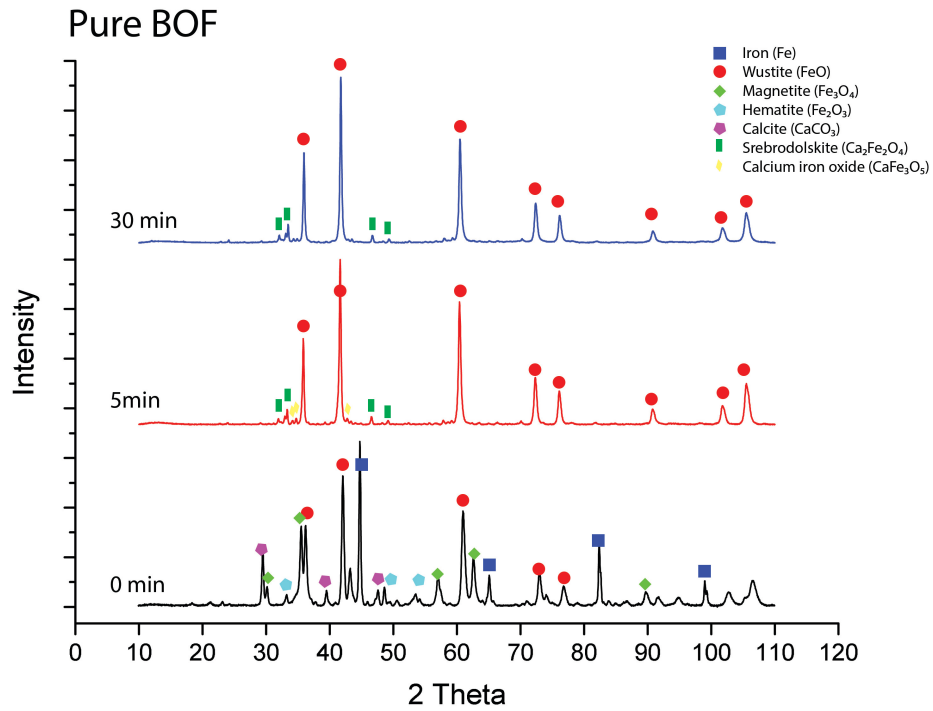 Pure BOF
Iron (Fe)
Wustite (FeO)
Magnetite (Fe₃O₄)
Hematite (Fe₂O₃)
Calcite (CaCO₃)
Srebrodolskite (Ca₂Fe₂O₄)
Calcium iron oxide (CaFe₃O₅)
30 min
5min
0 min
Intensity
0 10 20 30 40 50 60 70 80 90 100 110 120
2 Theta